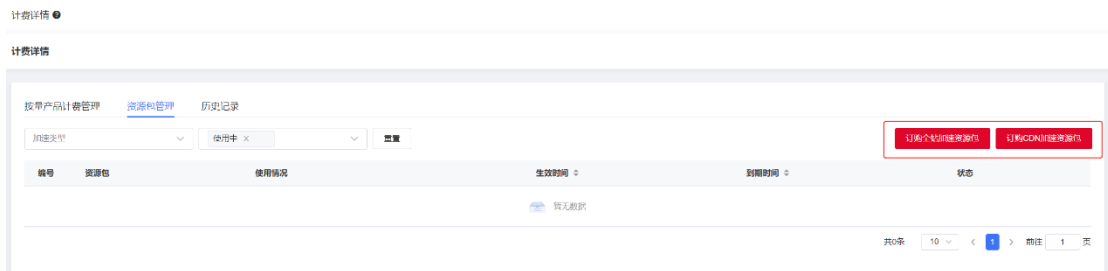 计费详情
计费详情
按量产品计费管理 资源包管理 历史记录
加速类型 使用中 × 重置 订购全站加速资源包 订购CDN加速资源包
编号 资源包 使用情况 生效时间 到期时间 状态
暂无数据
共0条 10 1 前往 1 页